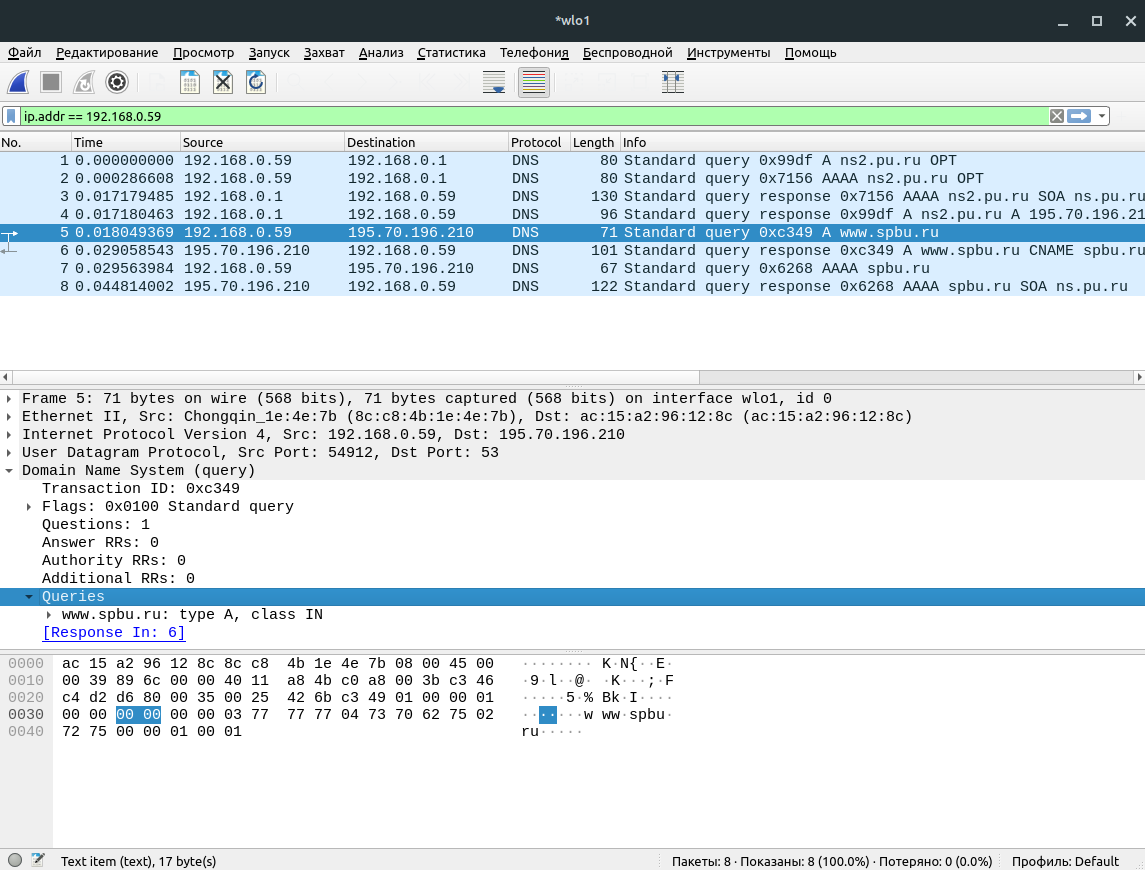 *wlo1
Файл Редактирование Просмотр Запуск Захват Анализ Статистика Телефония Беспроводной Инструменты Помощь
ip.addr == 192.168.0.59
No. Time Source Destination Protocol Length Info
1 0.000000000 192.168.0.59 192.168.0.1 DNS 80 Standard query 0x99df A ns2.pu.ru OPT
2 0.000286608 192.168.0.59 192.168.0.1 DNS 80 Standard query 0x7156 AAAA ns2.pu.ru OPT
3 0.017179485 192.168.0.1 192.168.0.59 DNS 130 Standard query response 0x7156 AAAA ns2.pu.ru SOA ns.pu.ru
4 0.017180463 192.168.0.1 192.168.0.59 DNS 96 Standard query response 0x99df A ns2.pu.ru A 195.70.196.21
5 0.018049369 192.168.0.59 195.70.196.210 DNS 71 Standard query 0xc349 A www.spbu.ru
6 0.029058543 195.70.196.210 192.168.0.59 DNS 101 Standard query response 0xc349 A www.spbu.ru CNAME spbu.ru
7 0.029563984 192.168.0.59 195.70.196.210 DNS 67 Standard query 0x6268 AAAA spbu.ru
8 0.044814002 195.70.196.210 192.168.0.59 DNS 122 Standard query response 0x6268 AAAA spbu.ru SOA ns.pu.ru
Frame 5: 71 bytes on wire (568 bits), 71 bytes captured (568 bits) on interface wlo1, id 0
Ethernet II, Src: Chongqin_1e:4e:7b (8c:c8:4b:1e:4e:7b), Dst: ac:15:a2:96:12:8c (ac:15:a2:96:12:8c)
Internet Protocol Version 4, Src: 192.168.0.59, Dst: 195.70.196.210
User Datagram Protocol, Src Port: 54912, Dst Port: 53
Domain Name System (query)
Transaction ID: 0xc349
Flags: 0x0100 Standard query
Questions: 1
Answer RRs: 0
Authority RRs: 0
Additional RRs: 0
Queries
www.spbu.ru: type A, class IN
[Response In: 6]
0000 ac 15 a2 96 12 8c 8c c8 4b 1e 4e 7b 08 00 45 00 ········ K·N{··E·
0010 00 39 89 6c 00 00 40 11 a8 4b c0 a8 00 3b c3 46 ·9·l··@· ·K···;·F
0020 c4 d2 d6 80 00 35 00 25 42 6b c3 49 01 00 00 01 ·····5·% Bk·I····
0030 00 00 00 00 00 00 03 77 77 77 04 73 70 62 75 02 ·······w ww·spbu·
0040 72 75 00 00 01 00 01 ru·····
Text item (text), 17 byte(s) Пакеты: 8 · Показаны: 8 (100.0%) · Потеряно: 0 (0.0%) Профиль: Default